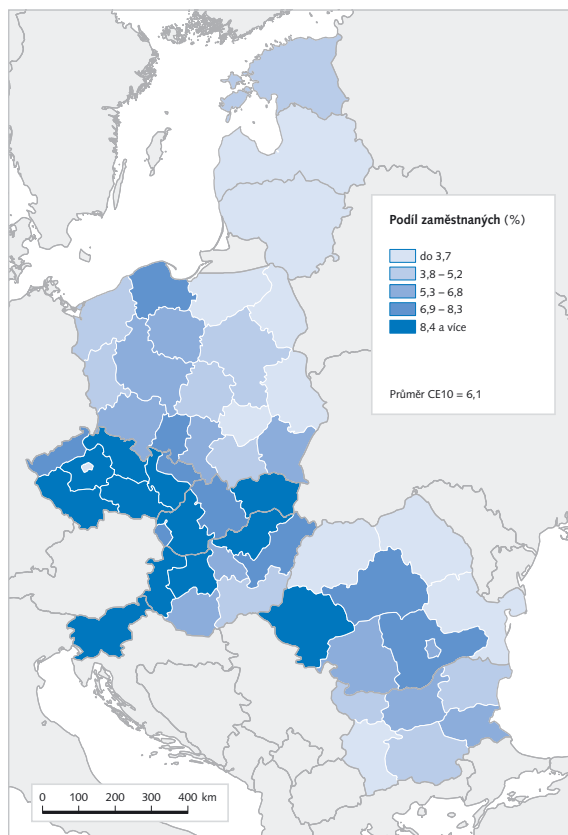 Podíl zaměstnaných (%)
do 3,7
3,8 – 5,2
5,3 – 6,8
6,9 – 8,3
8,4 a více
Průměr CE10 = 6,1
0 100 200 300 400 km